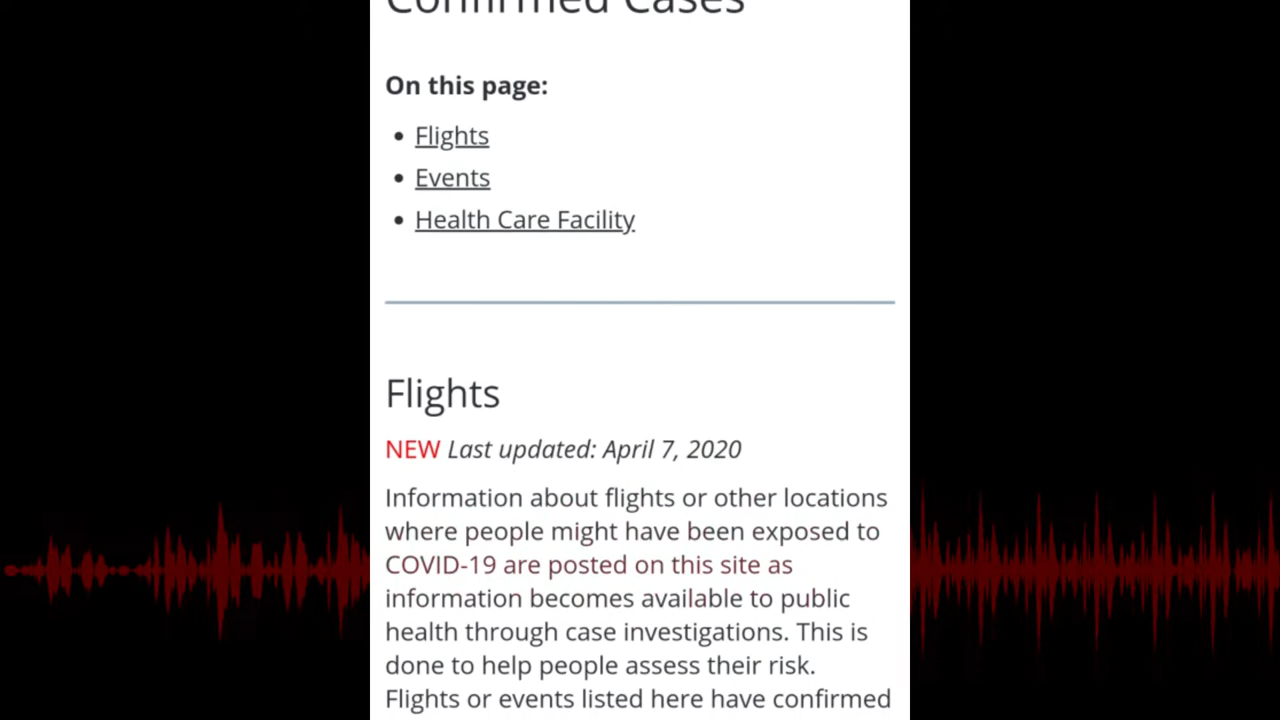 Confirmed Cases
On this page:
• Flights
• Events
• Health Care Facility
Flights
NEW Last updated: April 7, 2020
Information about flights or other locations
where people might have been exposed to
COVID-19 are posted on this site as
information becomes available to public
health through case investigations. This is
done to help people assess their risk.
Flights or events listed here have confirmed